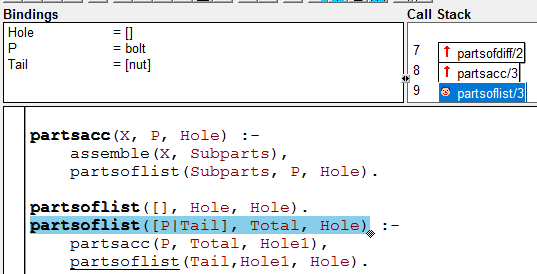 Bindings
Call Stack
Hole = []
P = bolt
Tail = [nut]
7 partsofdiff/2
8 partsacc/3
9 partsoflist/3
partsacc(X, P, Hole) :-
assemble(X, Subparts),
partsoflist(Subparts, P, Hole).
partsoflist([], Hole, Hole).
partsoflist([P|Tail], Total, Hole) :-
partsacc(P, Total, Hole1),
partsoflist(Tail,Hole1, Hole).